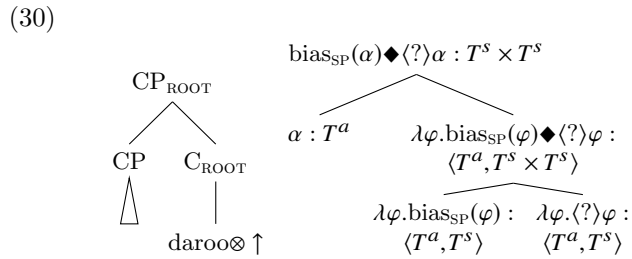 (30)
bias_SP(α)◆⟨?⟩α : T^s × T^s
CP_ROOT
α : T^a
λφ.bias_SP(φ)◆⟨?⟩φ :
⟨T^a, T^s × T^s⟩
CP
C_ROOT
λφ.bias_SP(φ) :
⟨T^a, T^s⟩
λφ.⟨?⟩φ :
⟨T^a, T^s⟩
daroo⊗ ↑